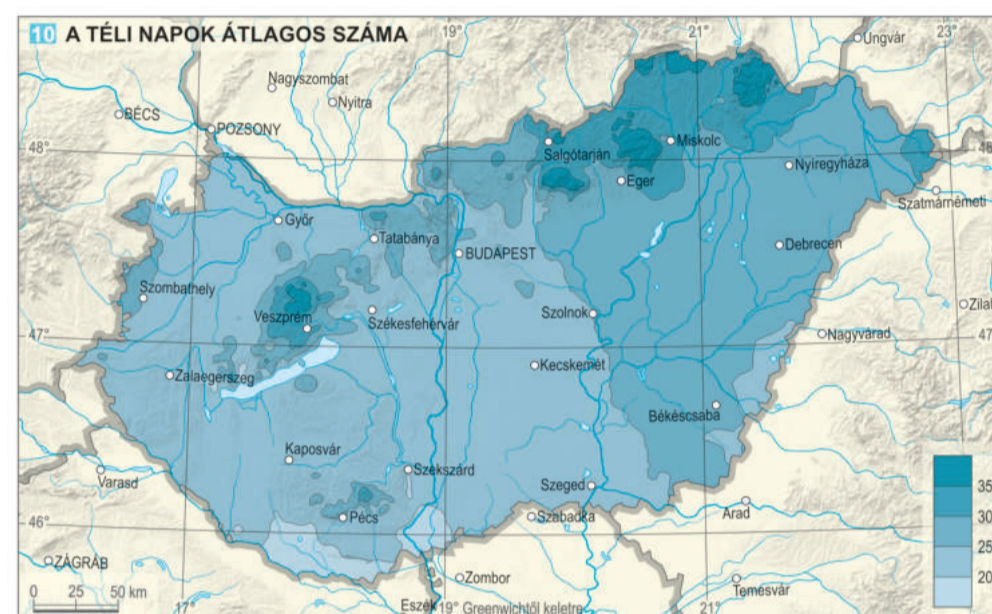 10 A TÉLI NAPOK ÁTLAGOS SZÁMA
19°
21°
23°
Ungvár
Nagyszombat
Nyitra
BÉCS
POZSONY
48°
48
Salgótarján
Miskolc
Eger
Nyíregyháza
Szatmárnémeti
Győr
Tatabánya
BUDAPEST
Debrecen
Szombathely
Veszprém
Székesfehérvár
Szolnok
Zilah
47°
47
Nagyvárad
Zalaegerszeg
Kecskemét
Békéscsaba
Kaposvár
Szekszárd
Varasd
Szeged
46°
Pécs
Szabadka
Arad
35
30
25
20
ZÁGRÁB
0 25 50 km
17°
Zombor
Eszék
19° Greenwichtől keletre
21°
Temesvár